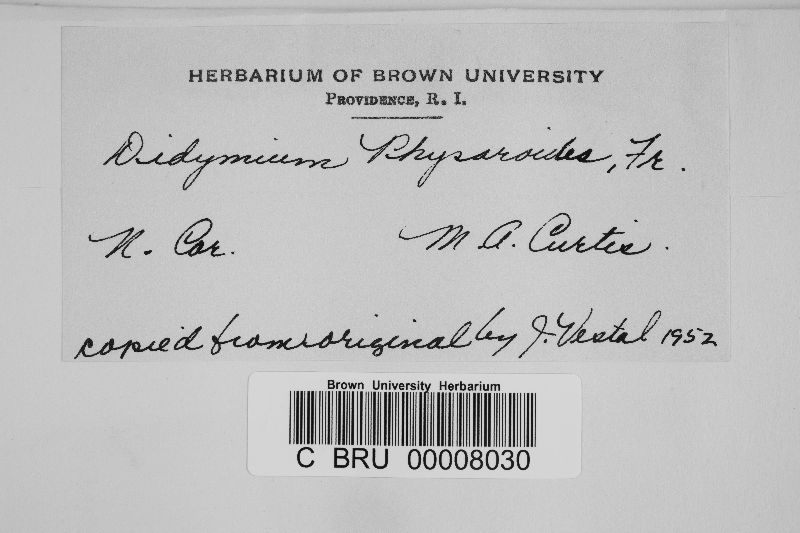 HERBARIUM OF BROWN UNIVERSITY
PROVIDENCE, R. I.
Didymium Physaroides, Fr.
N. Car. M A. Curtis.
copied from original by J. Vestal 1952
Brown University Herbarium
C BRU 00008030